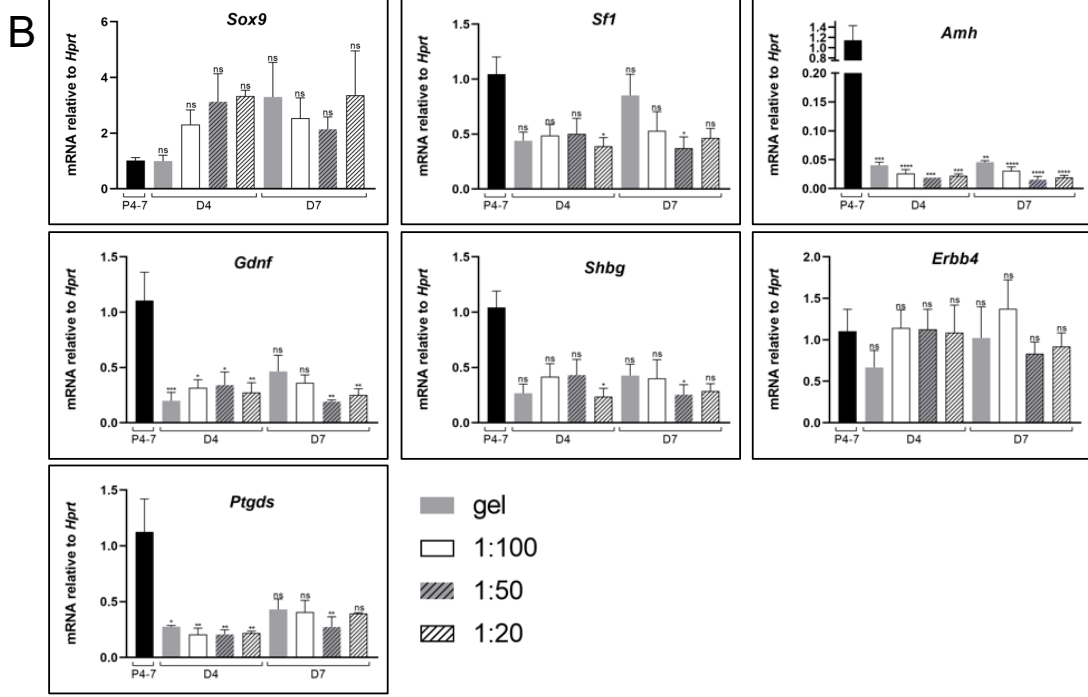 B
Sox9
mRNA relative to Hprt
6
4
2
0
ns
ns
ns
ns
ns
ns
ns
ns
P4-7
D4
D7
Sf1
mRNA relative to Hprt
1.5
1.0
0.5
0.0
ns
ns
ns
*
ns
ns
*
ns
P4-7
D4
D7
Amh
mRNA relative to Hprt
1.4
1.2
1.0
0.8
0.20
0.15
0.10
0.05
0.00
***
****
***
***
**
****
****
****
P4-7
D4
D7
Gdnf
mRNA relative to Hprt
1.5
1.0
0.5
0.0
***
*
*
**
ns
ns
**
**
P4-7
D4
D7
Shbg
mRNA relative to Hprt
1.5
1.0
0.5
0.0
ns
ns
ns
*
ns
ns
*
ns
P4-7
D4
D7
Erbb4
mRNA relative to Hprt
2.0
1.5
1.0
0.5
0.0
ns
ns
ns
ns
ns
ns
ns
ns
P4-7
D4
D7
Ptgds
mRNA relative to Hprt
1.5
1.0
0.5
0.0
*
**
**
**
ns
ns
**
ns
P4-7
D4
D7
gel
1:100
1:50
1:20